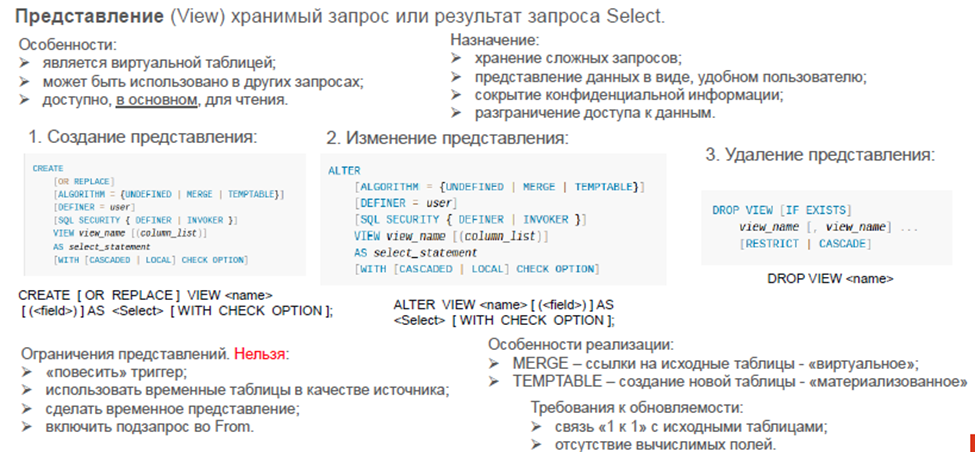 Представление (View) хранимый запрос или результат запроса Select.
Особенности:
➢ является виртуальной таблицей;
➢ может быть использовано в других запросах;
➢ доступно, в основном, для чтения.
Назначение:
➢ хранение сложных запросов;
➢ представление данных в виде, удобном пользователю;
➢ сокрытие конфиденциальной информации;
➢ разграничение доступа к данным.
1. Создание представления:
CREATE
[OR REPLACE]
[ALGORITHM = {UNDEFINED | MERGE | TEMPTABLE}]
[DEFINER = user]
[SQL SECURITY { DEFINER | INVOKER }]
VIEW view_name [(column_list)]
AS select_statement
[WITH [CASCADED | LOCAL] CHECK OPTION]
CREATE [ OR REPLACE ] VIEW <name>
[ (<field>) ] AS <Select> [ WITH CHECK OPTION ];
2. Изменение представления:
ALTER
[ALGORITHM = {UNDEFINED | MERGE | TEMPTABLE}]
[DEFINER = user]
[SQL SECURITY { DEFINER | INVOKER }]
VIEW view_name [(column_list)]
AS select_statement
[WITH [CASCADED | LOCAL] CHECK OPTION]
ALTER VIEW <name> [ (<field>) ] AS
<Select> [ WITH CHECK OPTION ];
3. Удаление представления:
DROP VIEW [IF EXISTS]
view_name [, view_name] ...
[RESTRICT | CASCADE]
DROP VIEW <name>
Ограничения представлений. Нельзя:
➢ «повесить» триггер;
➢ использовать временные таблицы в качестве источника;
➢ сделать временное представление;
➢ включить подзапрос во From.
Особенности реализации:
➢ MERGE – ссылки на исходные таблицы - «виртуальное»;
➢ TEMPTABLE – создание новой таблицы - «материализованное»
Требования к обновляемости:
➢ связь «1 к 1» с исходными таблицами;
➢ отсутствие вычислимых полей.